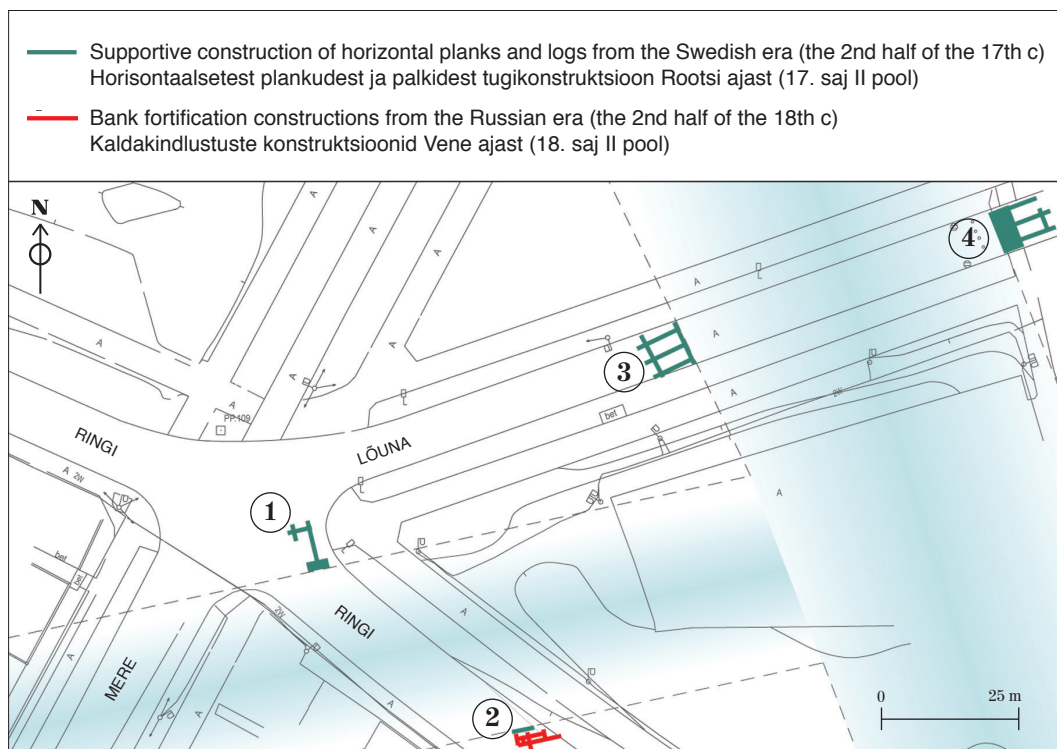 Supportive construction of horizontal planks and logs from the Swedish era (the 2nd half of the 17th c)
Horisontaalsetest plankudest ja palkidest tugikonstruktsioon Rootsi ajast (17. saj II pool)
Bank fortification constructions from the Russian era (the 2nd half of the 18th c)
Kaldakindlustuste konstruktsioonid Vene ajast (18. saj II pool)
N
A
A
A
A
4
A
A
A
3
A
A
A
A
2W
PP.109
bet
RINGI
LÕUNA
A
2W
A
1
bet
bet
2W
RINGI
A
A
MERE
A
2
0
25 m